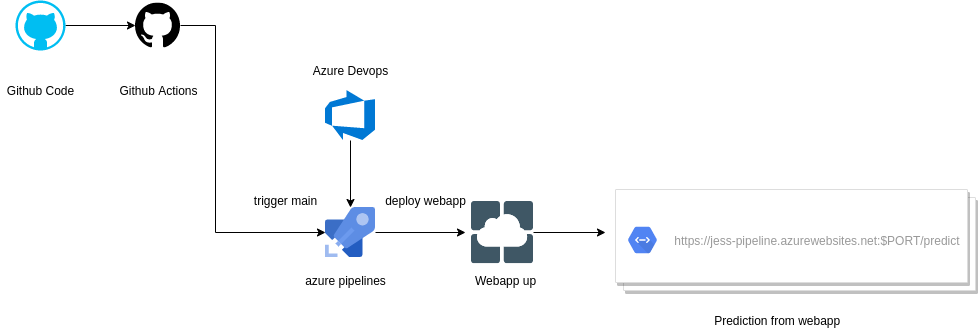 Github Code
Github Actions
Azure Devops
trigger main
deploy webapp
azure pipelines
Webapp up
https://jess-pipeline.azurewebsites.net:$PORT/predict
Prediction from webapp